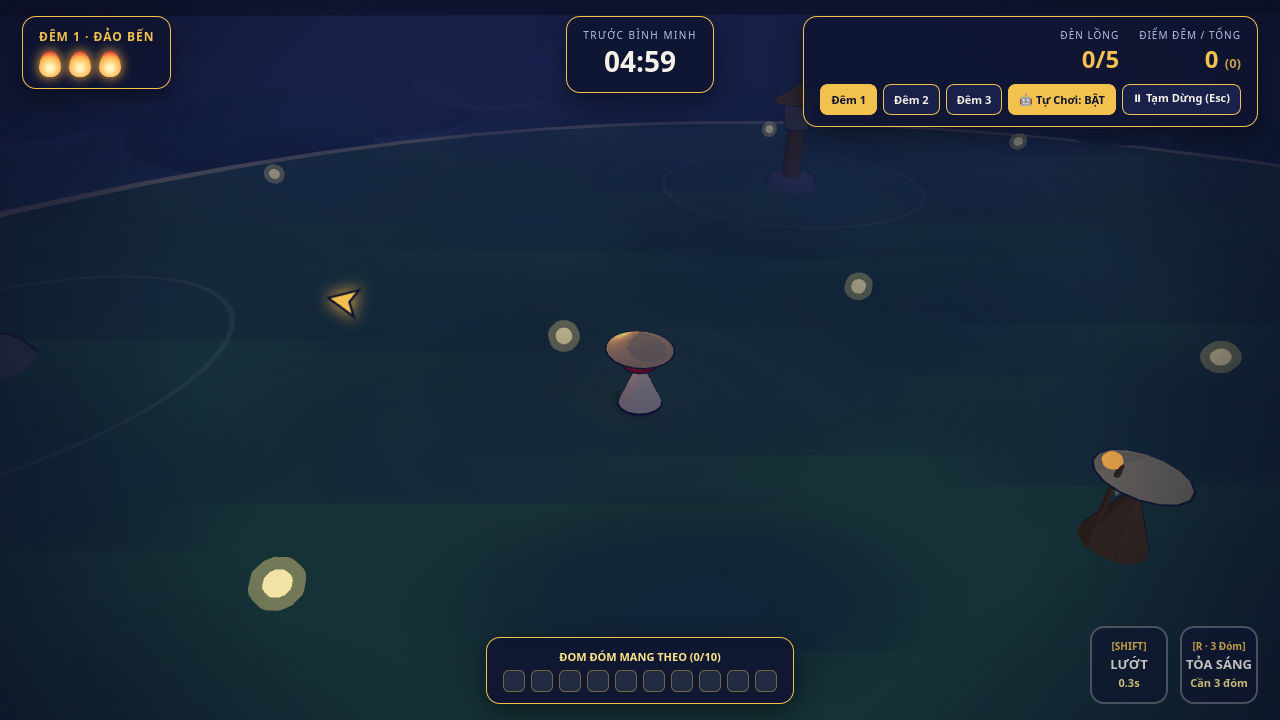 ĐÊM 1 · ĐẢO BẾN
TRƯỚC BÌNH MINH
04:59
ĐÈN LỒNG
0/5
ĐIỂM ĐÊM / TỔNG
0 (0)
Đêm 1
Đêm 2
Đêm 3
🤖 Tự Chơi: BẬT
⏸ Tạm Dừng (Esc)
ĐOM ĐÓM MANG THEO (0/10)
[SHIFT]
LƯỚT
0.3s
[R · 3 Đóm]
TỎA SÁNG
Cần 3 đóm